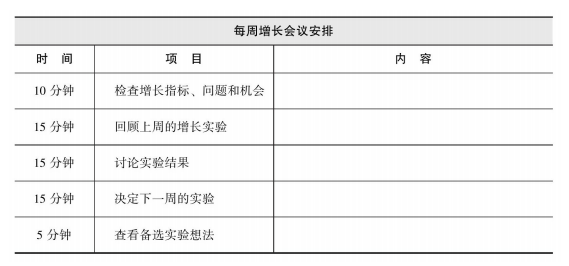 每周增长会议安排
时 间 项 目 内 容
10 分钟 检查增长指标、问题和机会
15 分钟 回顾上周的增长实验
15 分钟 讨论实验结果
15 分钟 决定下一周的实验
5 分钟 查看备选实验想法